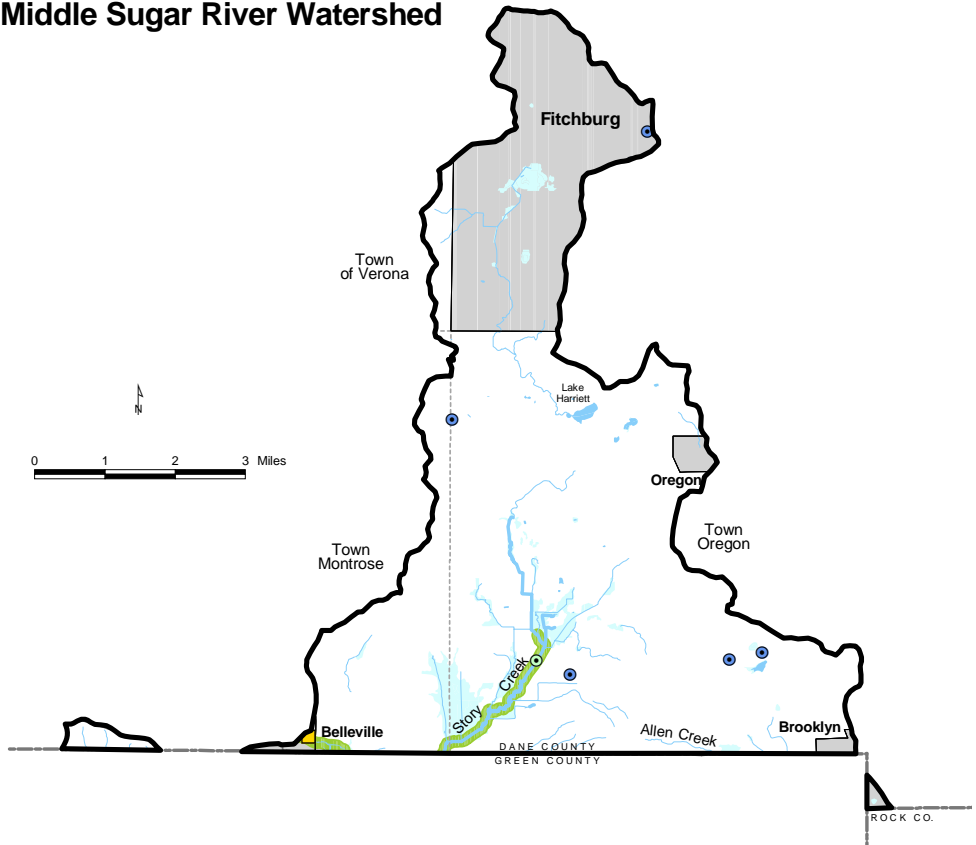 Middle Sugar River Watershed
Fitchburg
Town
of Verona
Lake
Harriett
N
0 1 2 3 Miles
Oregon
Town
Oregon
Town
Montrose
Story Creek
Belleville
Allen Creek
Brooklyn
DANE COUNTY
GREEN COUNTY
ROCK CO.